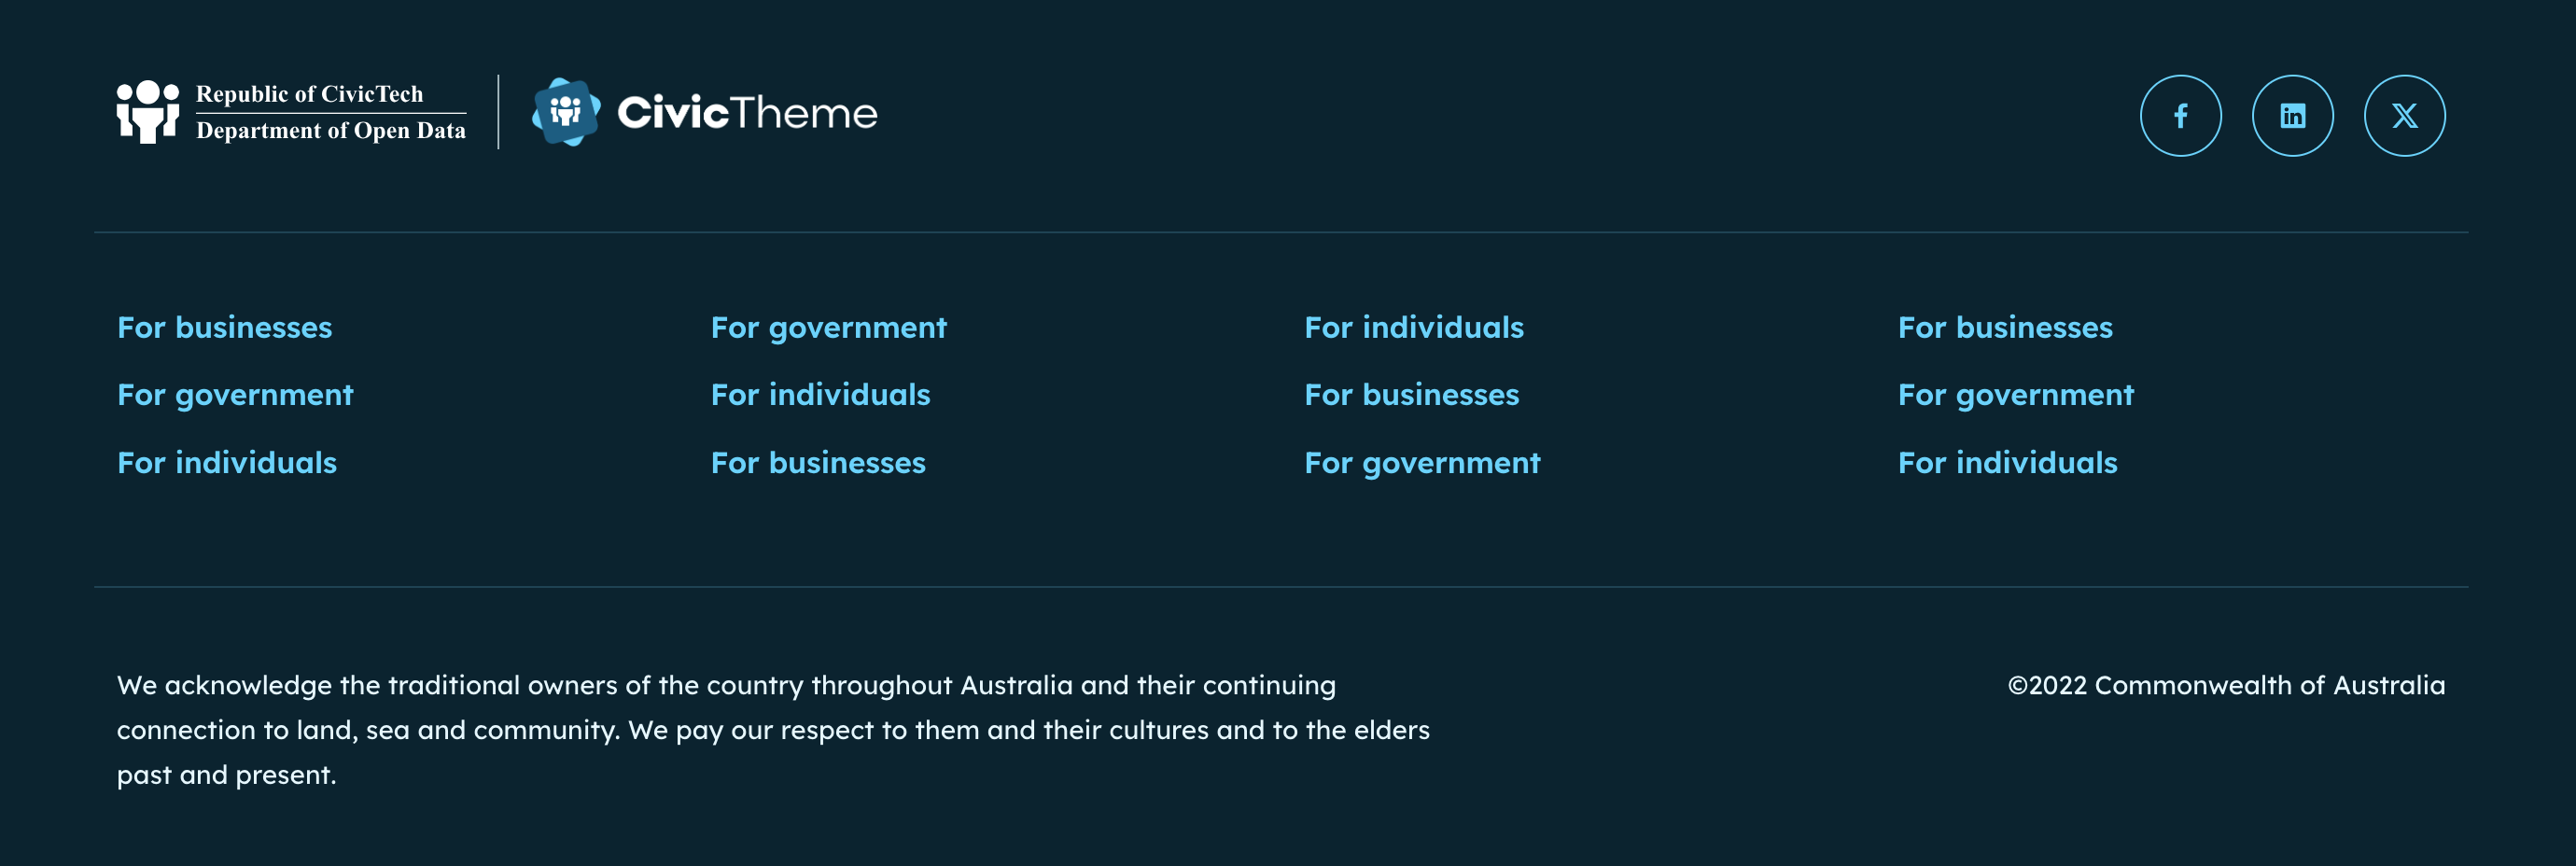 Republic of CivicTech
Department of Open Data
CivicTheme
For businesses
For government
For individuals
For government
For individuals
For businesses
For individuals
For businesses
For government
For businesses
For government
For individuals
We acknowledge the traditional owners of the country throughout Australia and their continuing
connection to land, sea and community. We pay our respect to them and their cultures and to the elders
past and present.
©2022 Commonwealth of Australia